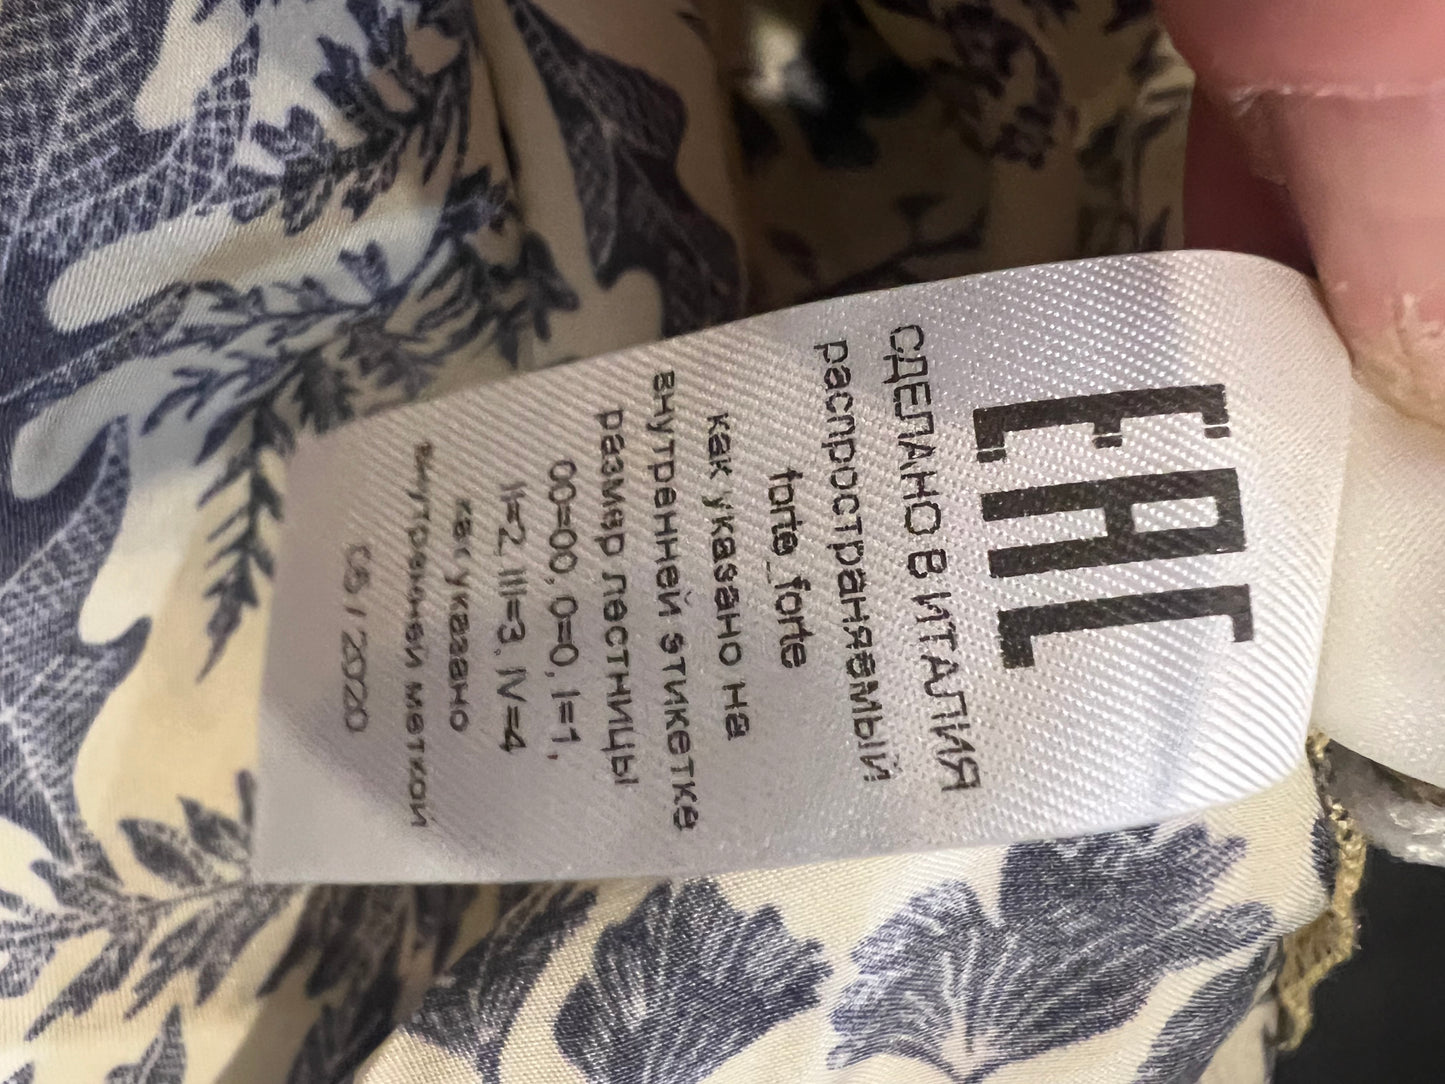 EAC
СДЕЛАНО В ИТАЛИЯ
распространяемый
forte_forte
как указано на
внутренней этикетке
размер лестницы
00=00, 0=0, I=1,
II=2, III=3, IV=4
как указано
внутренней меткой
05 / 2020